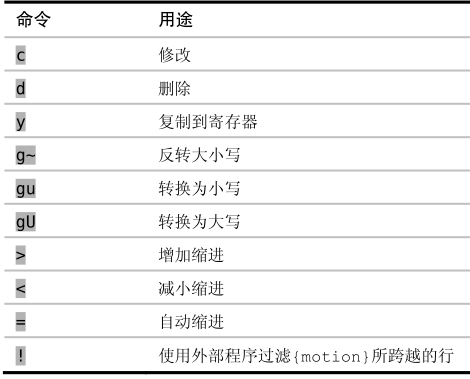 命令 用途
c 修改
d 删除
y 复制到寄存器
g~ 反转大小写
gu 转换为小写
gU 转换为大写
> 增加缩进
< 减小缩进
= 自动缩进
! 使用外部程序过滤{motion}所跨越的行